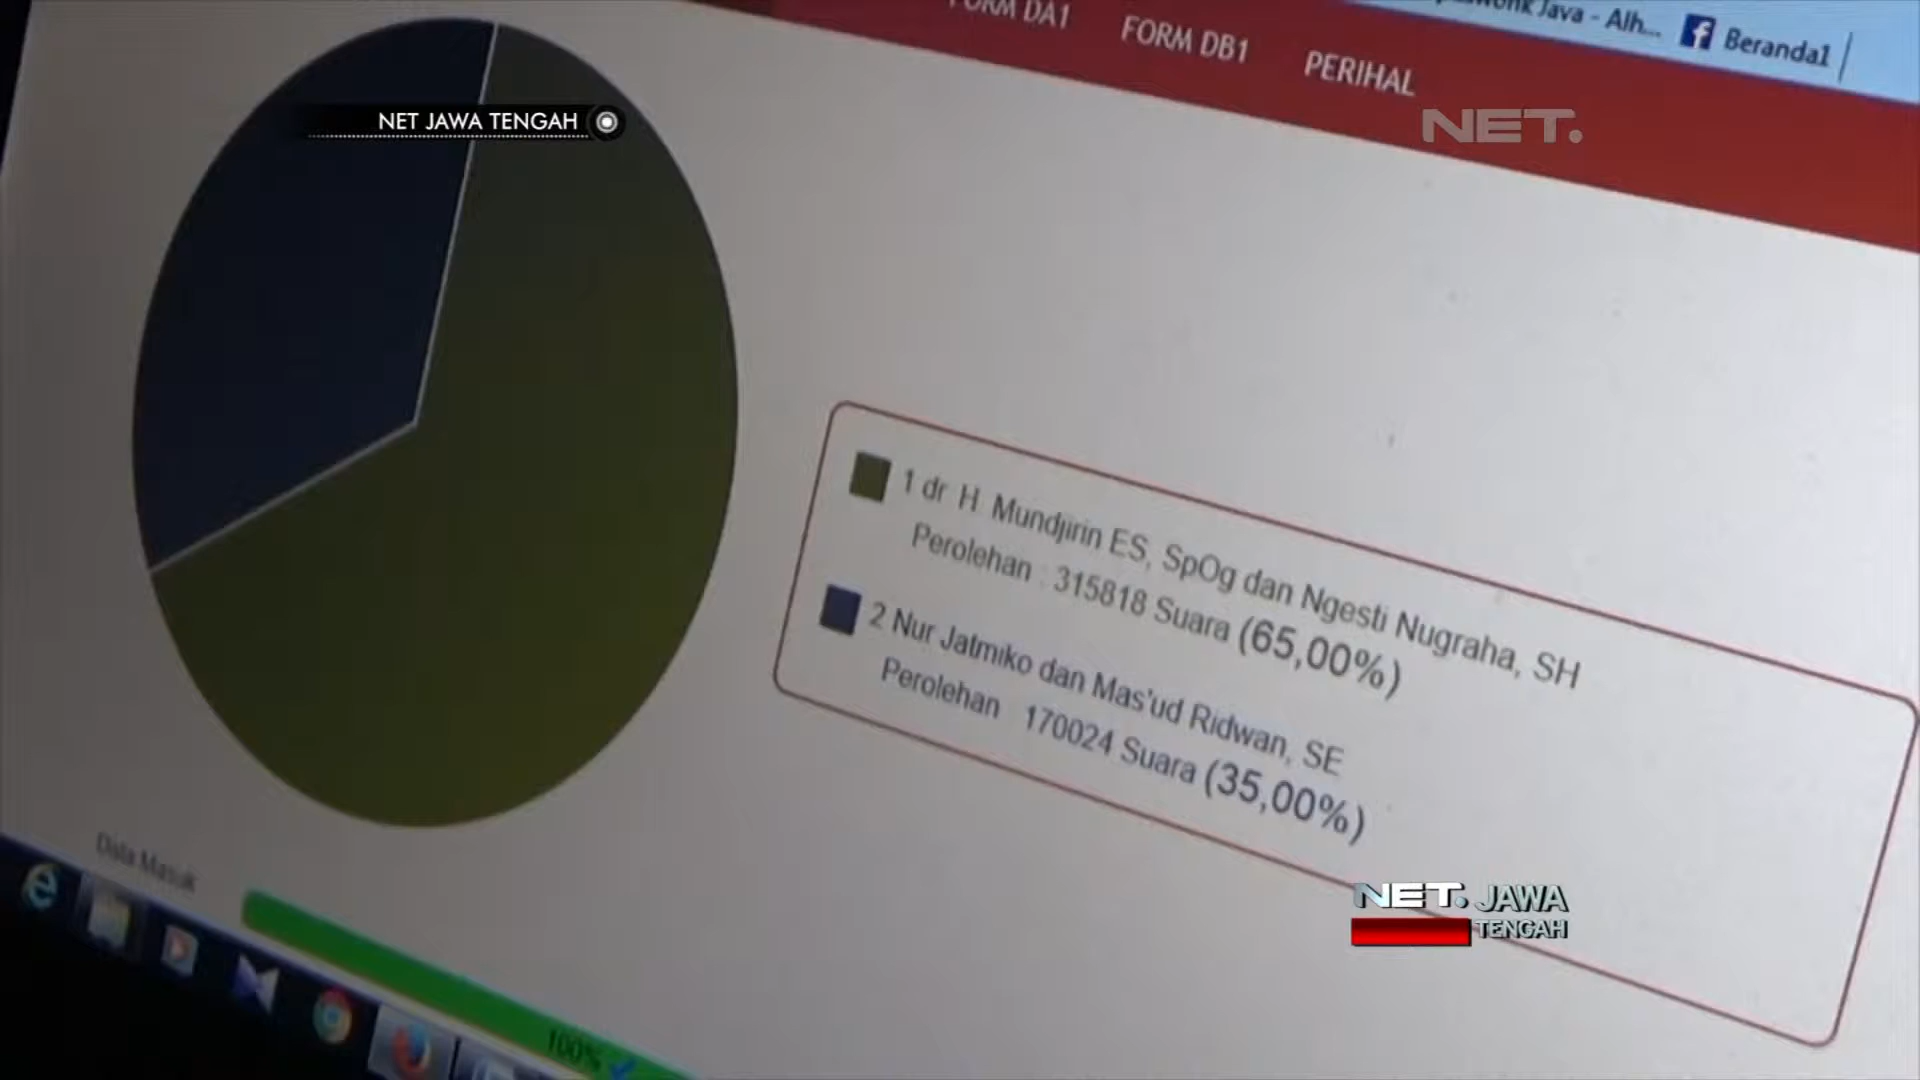 FORM DA1
FORM DB1
PERIHAL
Java - Alh...
Beranda1
NET JAWA TENGAH
NET.
1 dr H Mundjirin ES, SpOg dan Ngesti Nugraha, SH
Perolehan : 315818 Suara (65,00%)
2 Nur Jatmiko dan Mas'ud Ridwan, SE
Perolehan 170024 Suara (35,00%)
Data Masuk
100%
NET. JAWA
TENGAH